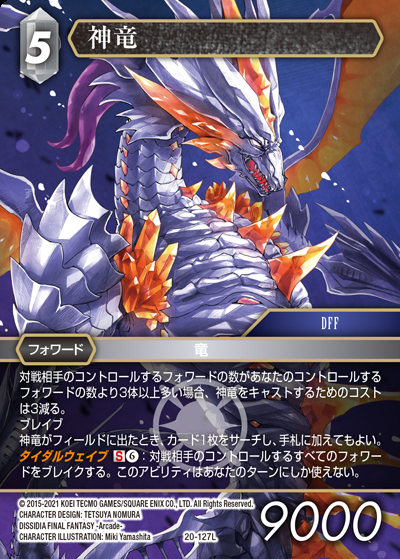 5
神竜
DFF
フォワード
竜
対戦相手のコントロールするフォワードの数があなたのコントロールする
フォワードの数より3体以上多い場合、神竜をキャストするためのコスト
は3減る。
ブレイブ
神竜がフィールドに出たとき、カード1枚をサーチし、手札に加えてもよい。
タイダルウェイブ S 6 : 対戦相手のコントロールするすべてのフォワー
ドをブレイクする。このアビリティはあなたのターンにしか使えない。
© 2015-2021 KOEI TECMO GAMES/SQUARE ENIX CO., LTD. All Rights Reserved.
CHARACTER DESIGN: TETSUYA NOMURA
DISSIDIA FINAL FANTASY -Arcade-
CHARACTER ILLUSTRATION: Miki Yamashita
20-127L
9000